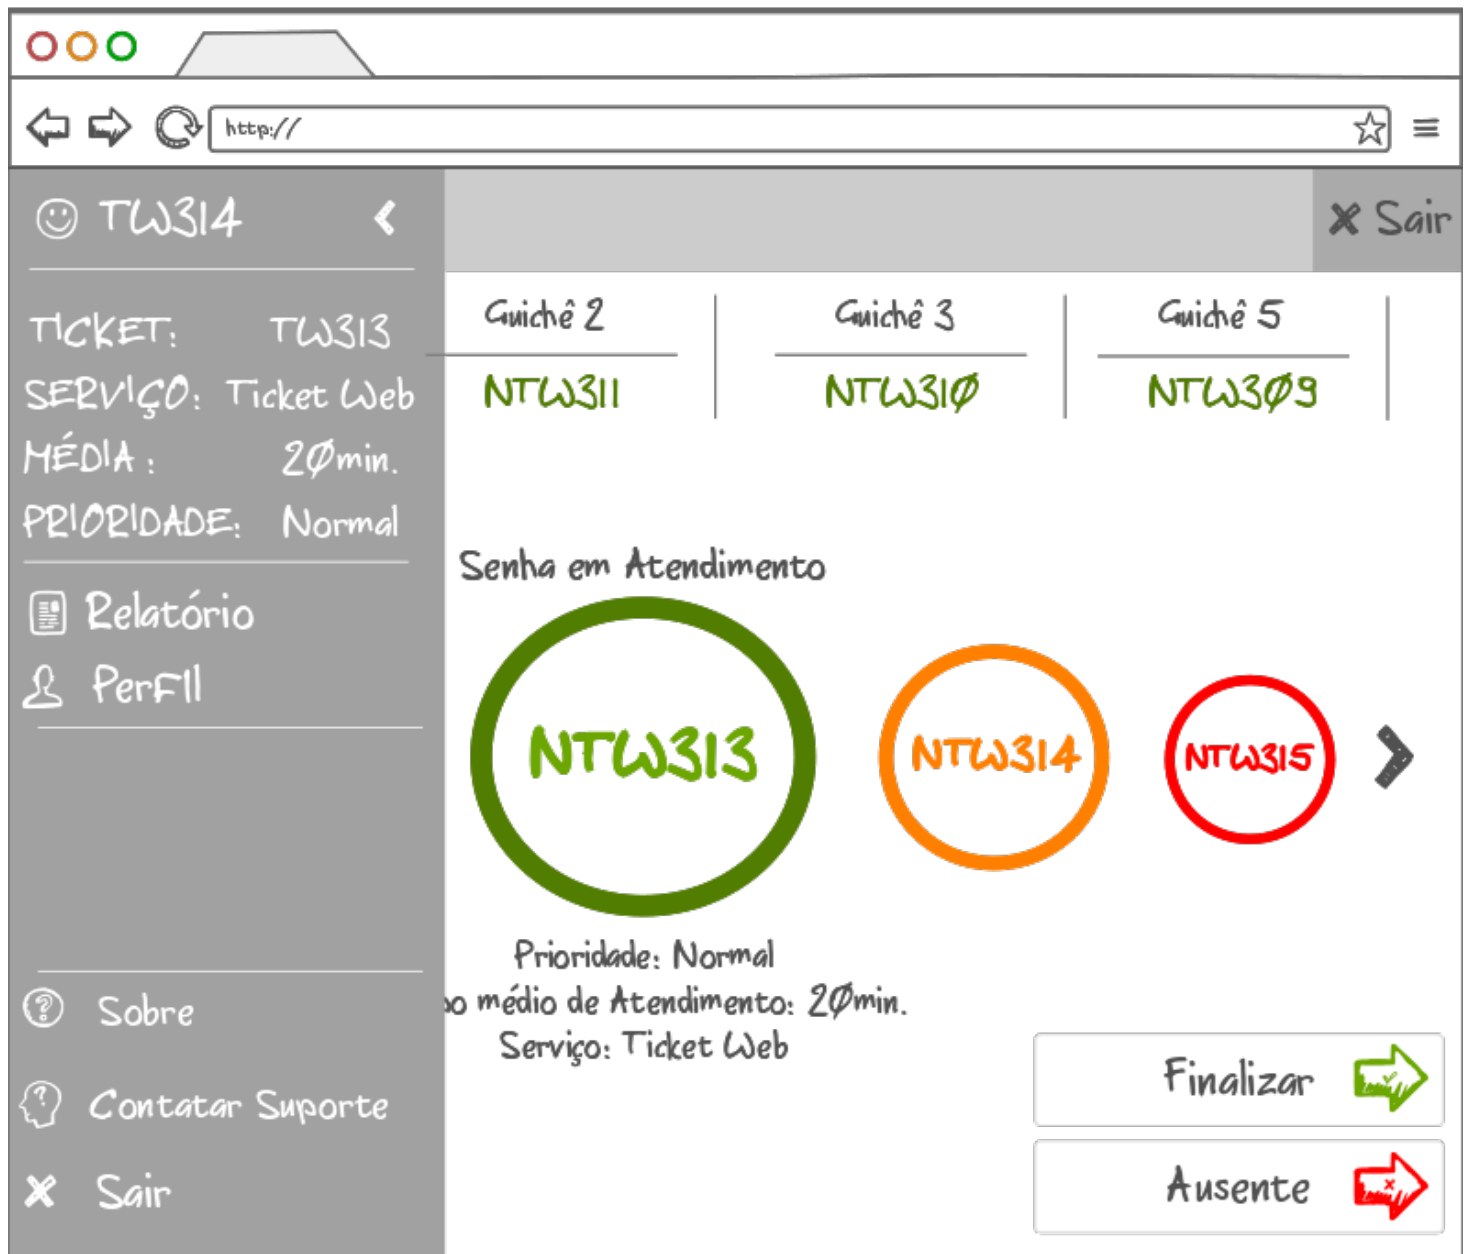 http://
TW314
Sair
TICKET: TW313
SERVIÇO: Ticket Web
MÉDIA : 20min.
PRIORIDADE: Normal
Relatório
Perfil
Sobre
Contatar Suporte
Sair
Guichê 2
NTW311
Guichê 3
NTW310
Guichê 5
NTW309
Senha em Atendimento
NTW313
NTW314
NTW315
Prioridade: Normal
po médio de Atendimento: 20min.
Serviço: Ticket Web
Finalizar
Ausente